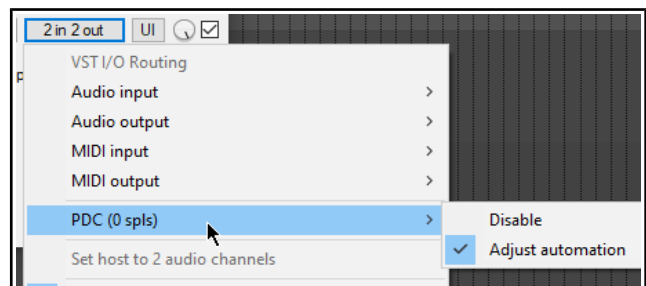 2 in 2 out UI
VST I/O Routing
Audio input
Audio output
MIDI input
MIDI output
PDC (0 spls)
Disable
Adjust automation
Set host to 2 audio channels